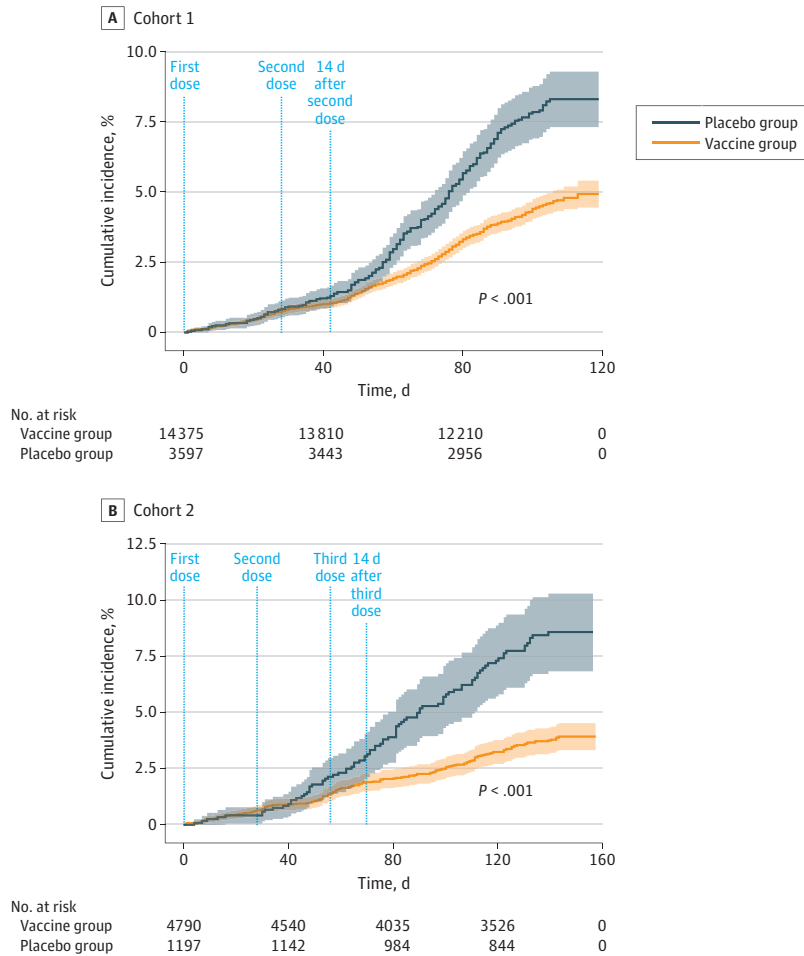 A Cohort 1
10.0
7.5
5.0
2.5
0
Cumulative incidence, %
First
dose
Second
dose
14 d
after
second
dose
P < .001
0 40 80 120
Time, d
Placebo group
Vaccine group
No. at risk
Vaccine group 14375 13810 12210 0
Placebo group 3597 3443 2956 0
B Cohort 2
12.5
10.0
7.5
5.0
2.5
0
Cumulative incidence, %
First
dose
Second
dose
Third
dose
14 d
after
third
dose
P < .001
0 40 80 120 160
Time, d
No. at risk
Vaccine group 4790 4540 4035 3526 0
Placebo group 1197 1142 984 844 0